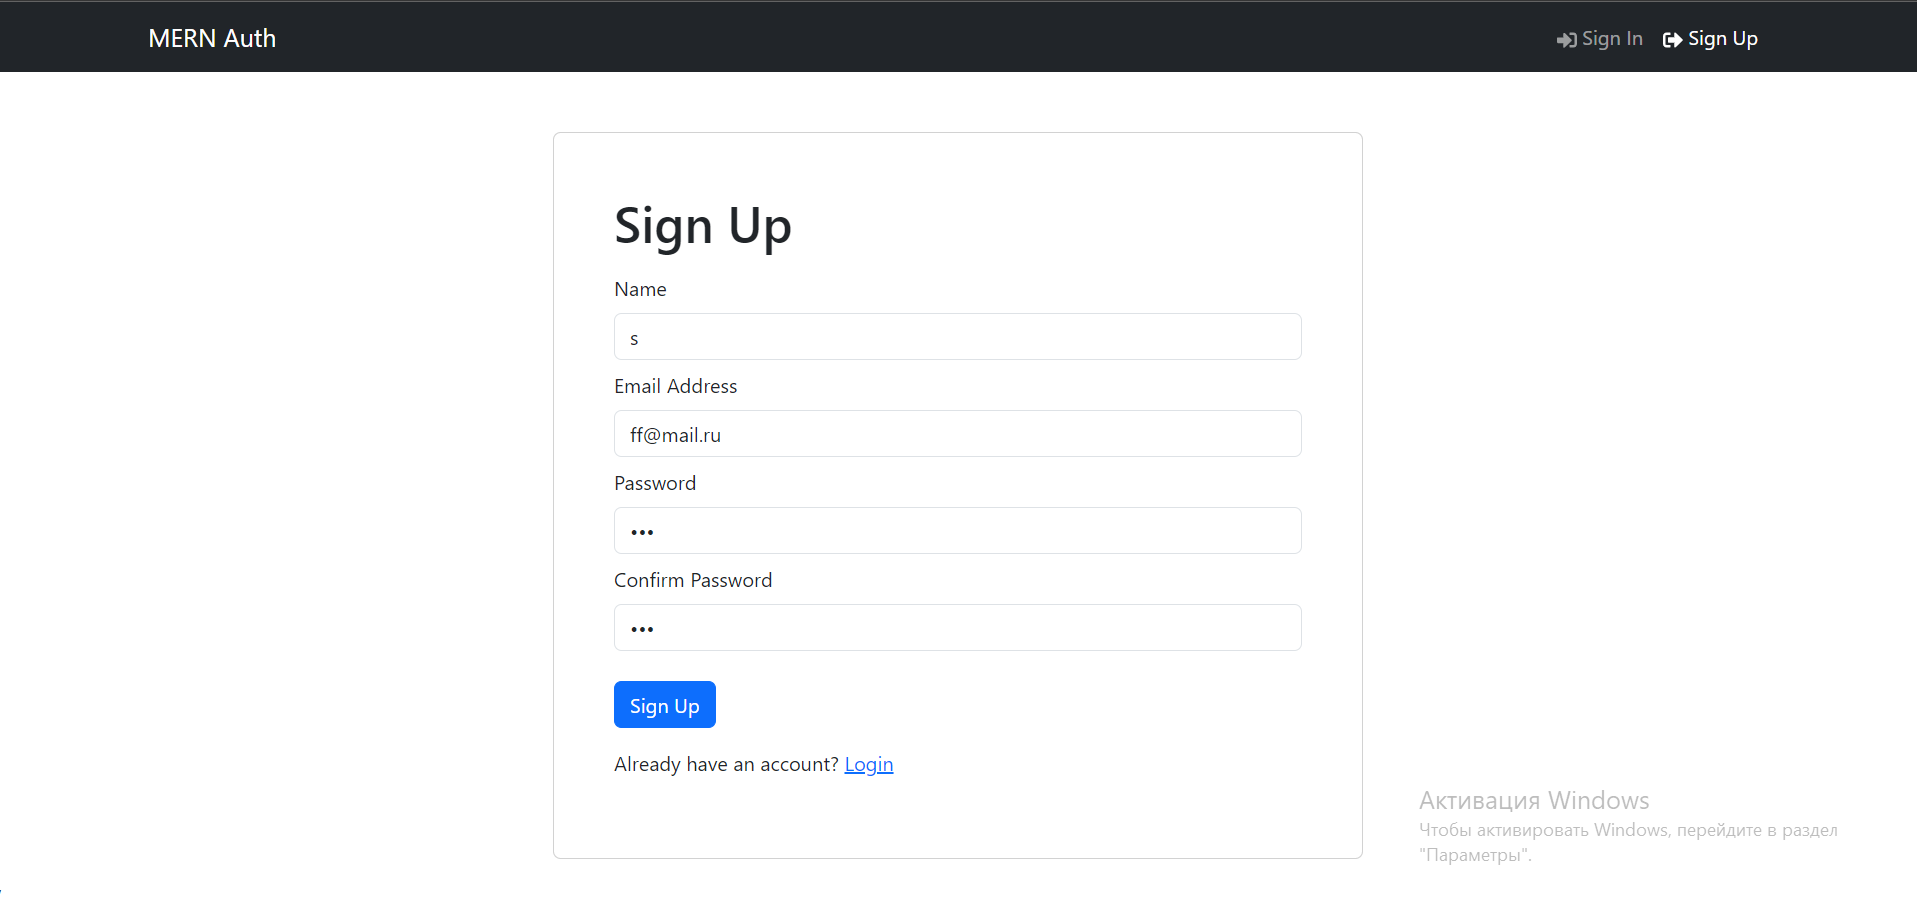 MERN Auth
Sign In
Sign Up
Sign Up
Name
s
Email Address
ff@mail.ru
Password
•••
Confirm Password
•••
Sign Up
Already have an account? Login
Активация Windows
Чтобы активировать Windows, перейдите в раздел
"Параметры".